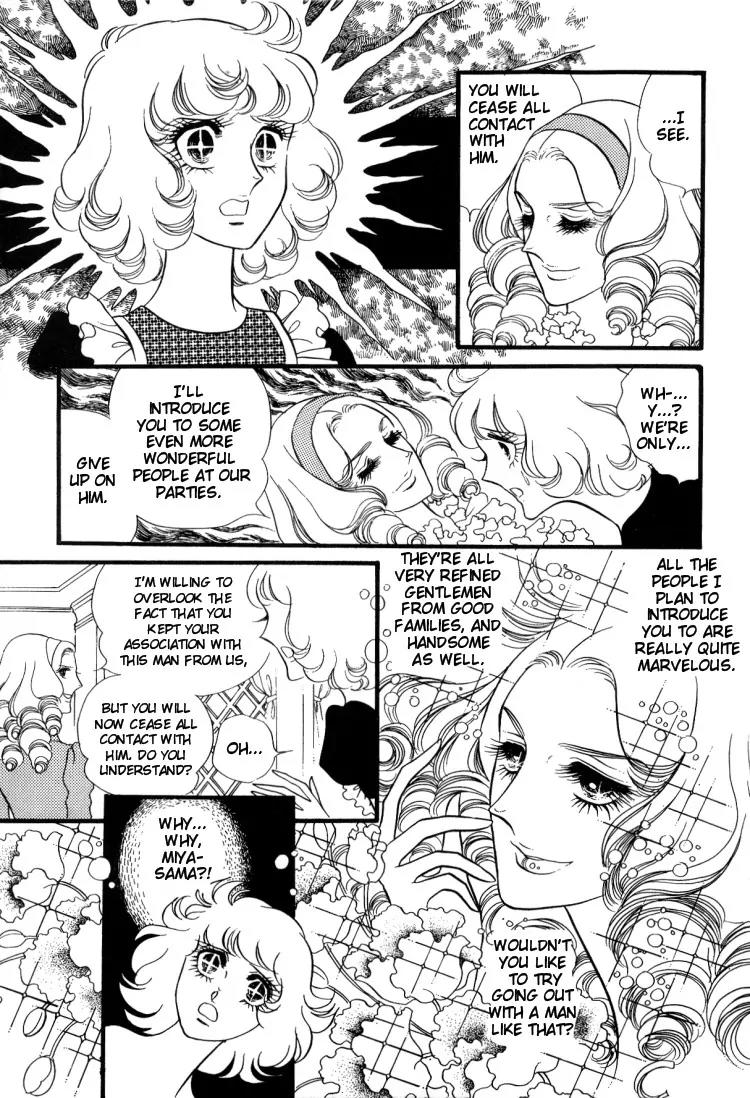 ...I
SEE.
YOU WILL
CEASE ALL
CONTACT
WITH
HIM.
WH-...
Y...?
WE'RE
ONLY...
I'LL
INTRODUCE
YOU TO SOME
EVEN MORE
WONDERFUL
PEOPLE AT OUR
PARTIES.
GIVE
UP ON
HIM.
ALL THE
PEOPLE I
PLAN TO
INTRODUCE
YOU TO ARE
REALLY QUITE
MARVELOUS.
THEY'RE ALL
VERY REFINED
GENTLEMEN
FROM GOOD
FAMILIES, AND
HANDSOME
AS WELL.
WOULDN'T
YOU LIKE
TO TRY
GOING OUT
WITH A MAN
LIKE THAT?
I'M WILLING TO
OVERLOOK THE
FACT THAT YOU
KEPT YOUR
ASSOCIATION WITH
THIS MAN FROM US,
BUT YOU WILL
NOW CEASE ALL
CONTACT WITH
HIM. DO YOU
UNDERSTAND?
OH...
WHY...
WHY,
MIYA-
SAMA?!